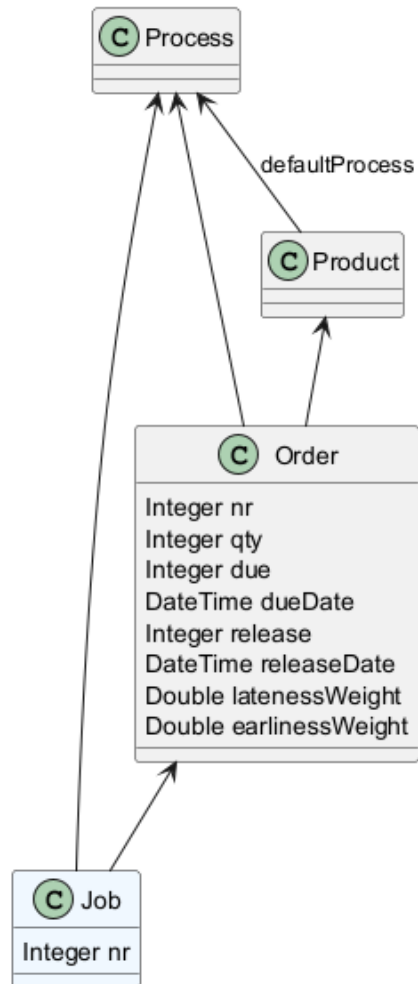 C Process
defaultProcess
C Product
C Order
Integer nr
Integer qty
Integer due
DateTime dueDate
Integer release
DateTime releaseDate
Double latenessWeight
Double earlinessWeight
C Job
Integer nr